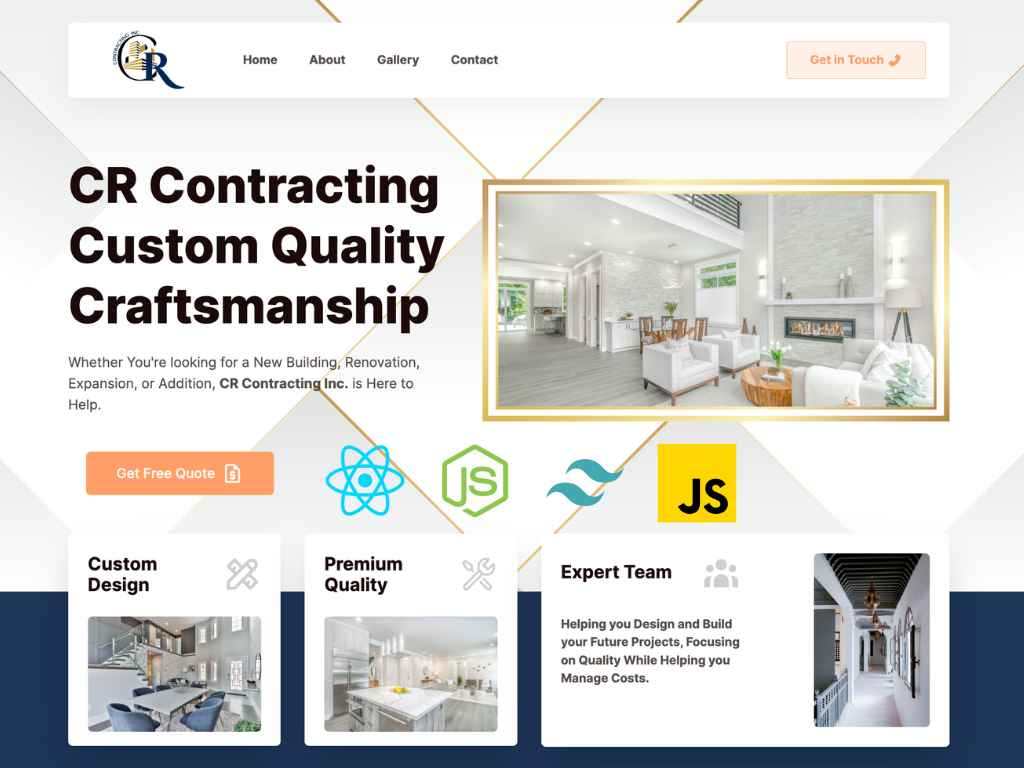 CONTRACTING, INC
CR
Home About Gallery Contact
Get in Touch
CR Contracting
Custom Quality
Craftsmanship
Whether You're looking for a New Building, Renovation,
Expansion, or Addition, CR Contracting Inc. is Here to
Help.
Get Free Quote
JS
JS
Custom
Design
Premium
Quality
Expert Team
Helping you Design and Build
your Future Projects, Focusing
on Quality While Helping you
Manage Costs.